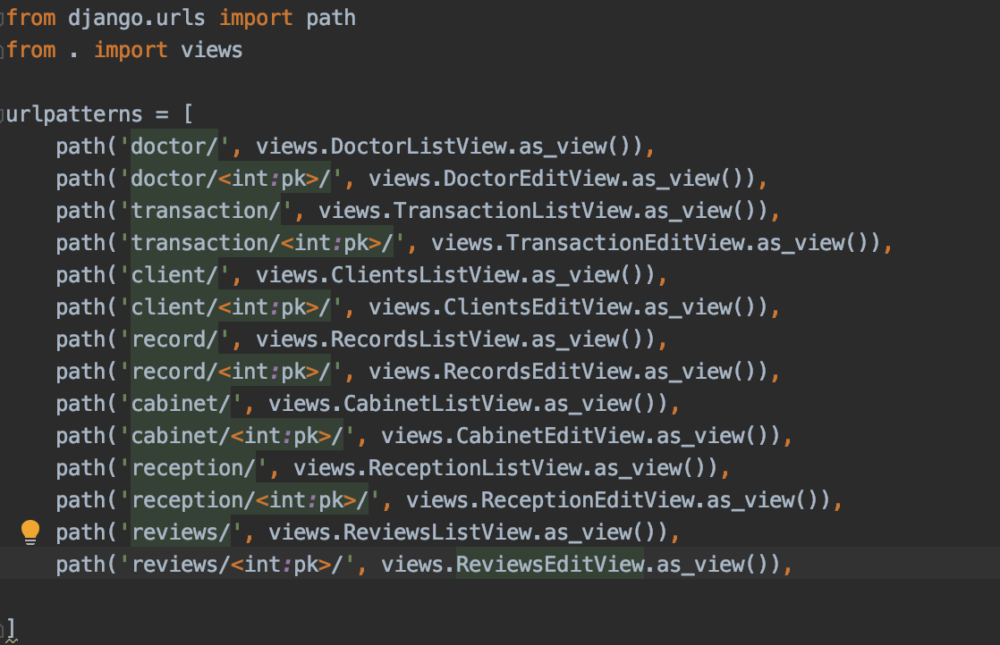 from django.urls import path
from . import views
urlpatterns = [
path('doctor/', views.DoctorListView.as_view()),
path('doctor/<int:pk>/', views.DoctorEditView.as_view()),
path('transaction/', views.TransactionListView.as_view()),
path('transaction/<int:pk>/', views.TransactionEditView.as_view()),
path('client/', views.ClientsListView.as_view()),
path('client/<int:pk>/', views.ClientsEditView.as_view()),
path('record/', views.RecordsListView.as_view()),
path('record/<int:pk>/', views.RecordsEditView.as_view()),
path('cabinet/', views.CabinetListView.as_view()),
path('cabinet/<int:pk>/', views.CabinetEditView.as_view()),
path('reception/', views.ReceptionListView.as_view()),
path('reception/<int:pk>/', views.ReceptionEditView.as_view()),
path('reviews/', views.ReviewsListView.as_view()),
path('reviews/<int:pk>/', views.ReviewsEditView.as_view()),
]